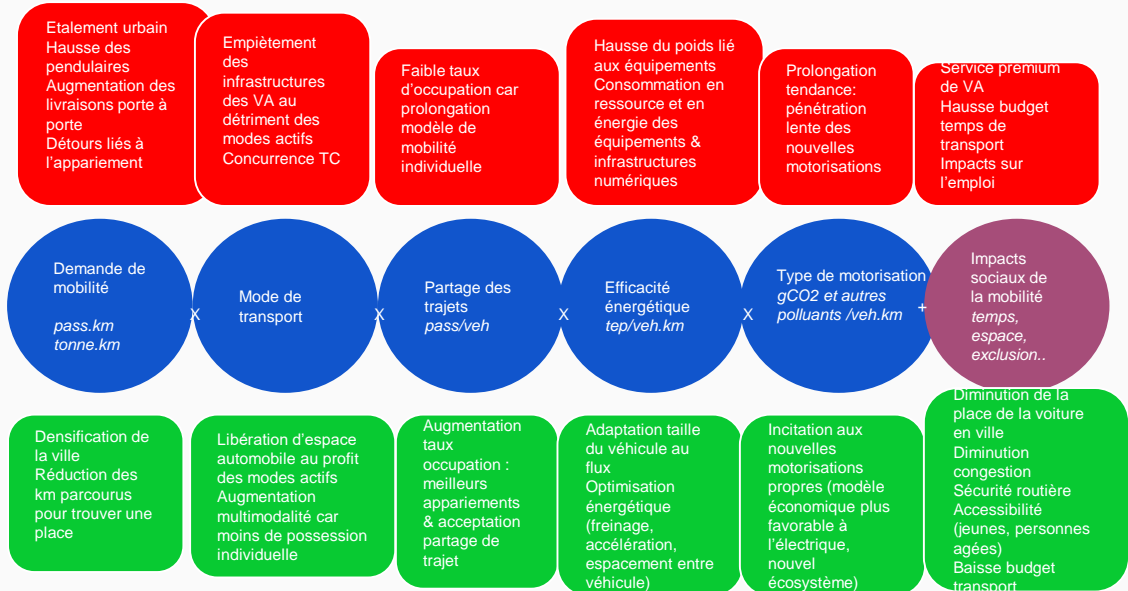 Etalement urbain
Hausse des
pendulaires
Augmentation des
livraisons porte à
porte
Détours liés à
l’appariement
Empiètement
des
infrastructures
des VA au
détriment des
modes actifs
Concurrence TC
Faible taux
d’occupation car
prolongation
modèle de
mobilité
individuelle
Hausse du poids lié
aux équipements
Consommation en
ressource et en
énergie des
équipements &
infrastructures
numériques
Prolongation
tendance:
pénétration
lente des
nouvelles
motorisations
Service premium
de VA
Hausse budget
temps de
transport
Impacts sur
l’emploi
Demande de
mobilité
pass.km
tonne.km
X
Mode de
transport
X
Partage des
trajets
pass/veh
X
Efficacité
énergétique
tep/veh.km
X
Type de motorisation
gCO2 et autres
polluants /veh.km
+
Impacts
sociaux de
la mobilité
temps,
espace,
exclusion..
Densification de
la ville
Réduction des
km parcourus
pour trouver une
place
Libération d’espace
automobile au profit
des modes actifs
Augmentation
multimodalité car
moins de possession
individuelle
Augmentation
taux
occupation :
meilleurs
appariements
& acceptation
partage de
trajet
Adaptation taille
du véhicule au
flux
Optimisation
énergétique
(freinage,
accélération,
espacement entre
véhicule)
Incitation aux
nouvelles
motorisations
propres (modèle
économique plus
favorable à
l’électrique,
nouvel
écosystème)
Diminution de la
place de la voiture
en ville
Diminution
congestion
Sécurité routière
Accessibilité
(jeunes, personnes
agées)
Baisse budget
transport